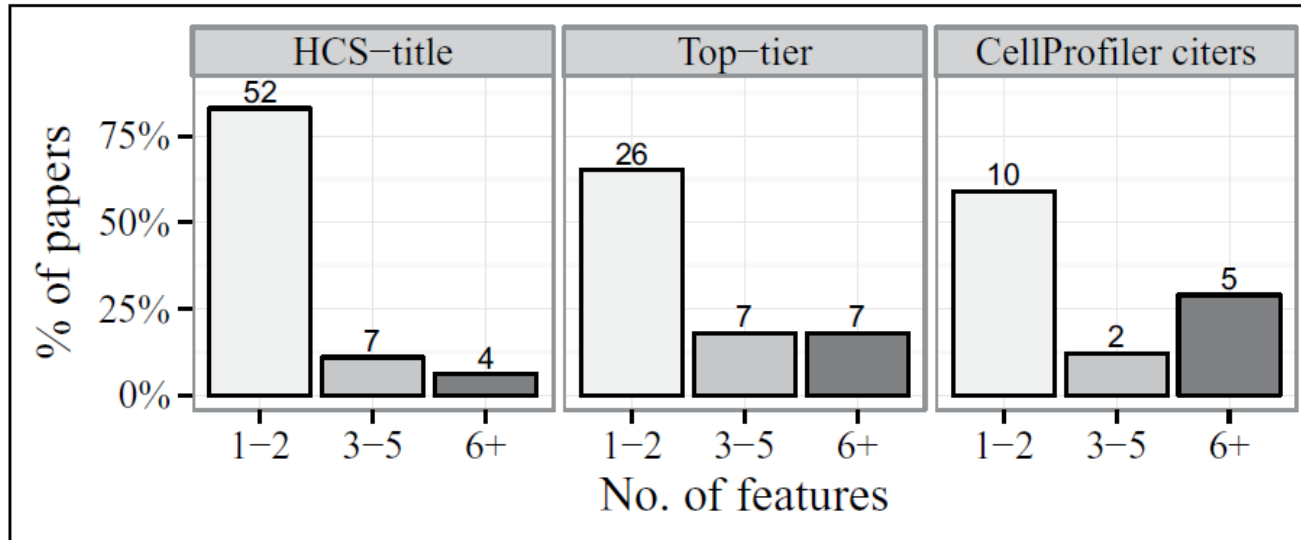 HCS−title
Top−tier
CellProfiler citers
% of papers
75%
50%
25%
0%
52
7
4
26
7
7
10
2
5
1−2 3−5 6+
1−2 3−5 6+
1−2 3−5 6+
No. of features